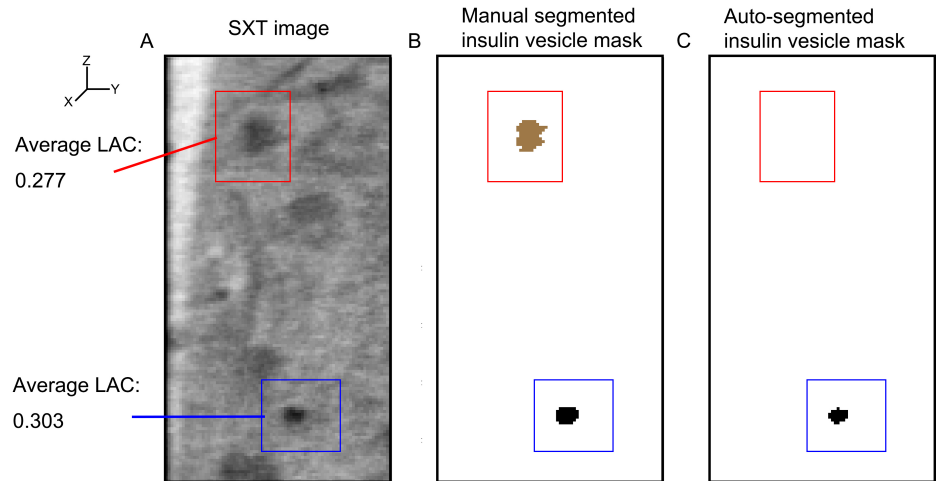 A
SXT image
B
Manual segmented
insulin vesicle mask
C
Auto-segmented
insulin vesicle mask
Z
Y
X
Average LAC:
0.277
Average LAC:
0.303